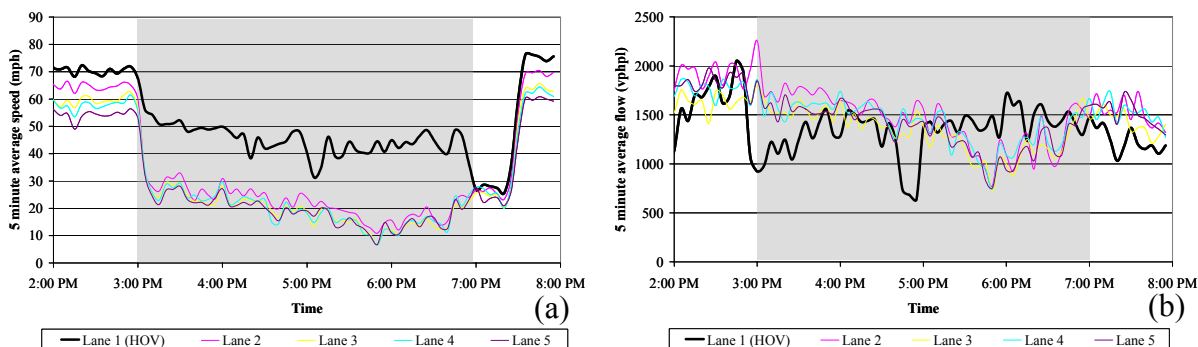 90
80
70
60
50
40
30
20
10
0
5 minute average speed (mph)
2:00 PM 3:00 PM 4:00 PM 5:00 PM 6:00 PM 7:00 PM 8:00 PM
Time
(a)
Lane 1 (HOV) Lane 2 Lane 3 Lane 4 Lane 5
2500
2000
1500
1000
500
0
5 minute average flow (vphpl)
2:00 PM 3:00 PM 4:00 PM 5:00 PM 6:00 PM 7:00 PM 8:00 PM
Time
(b)
Lane 1 (HOV) Lane 2 Lane 3 Lane 4 Lane 5